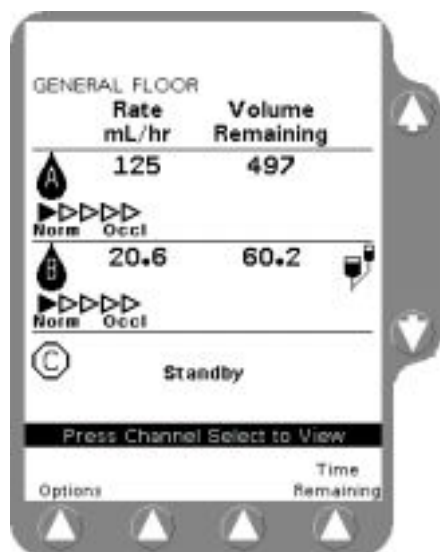 GENERAL FLOOR
Rate Volume
mL/hr Remaining
A 125 497
Norm Occl
B 20.6 60.2
Norm Occl
C Standby
Press Channel Select to View
Time
Options Remaining